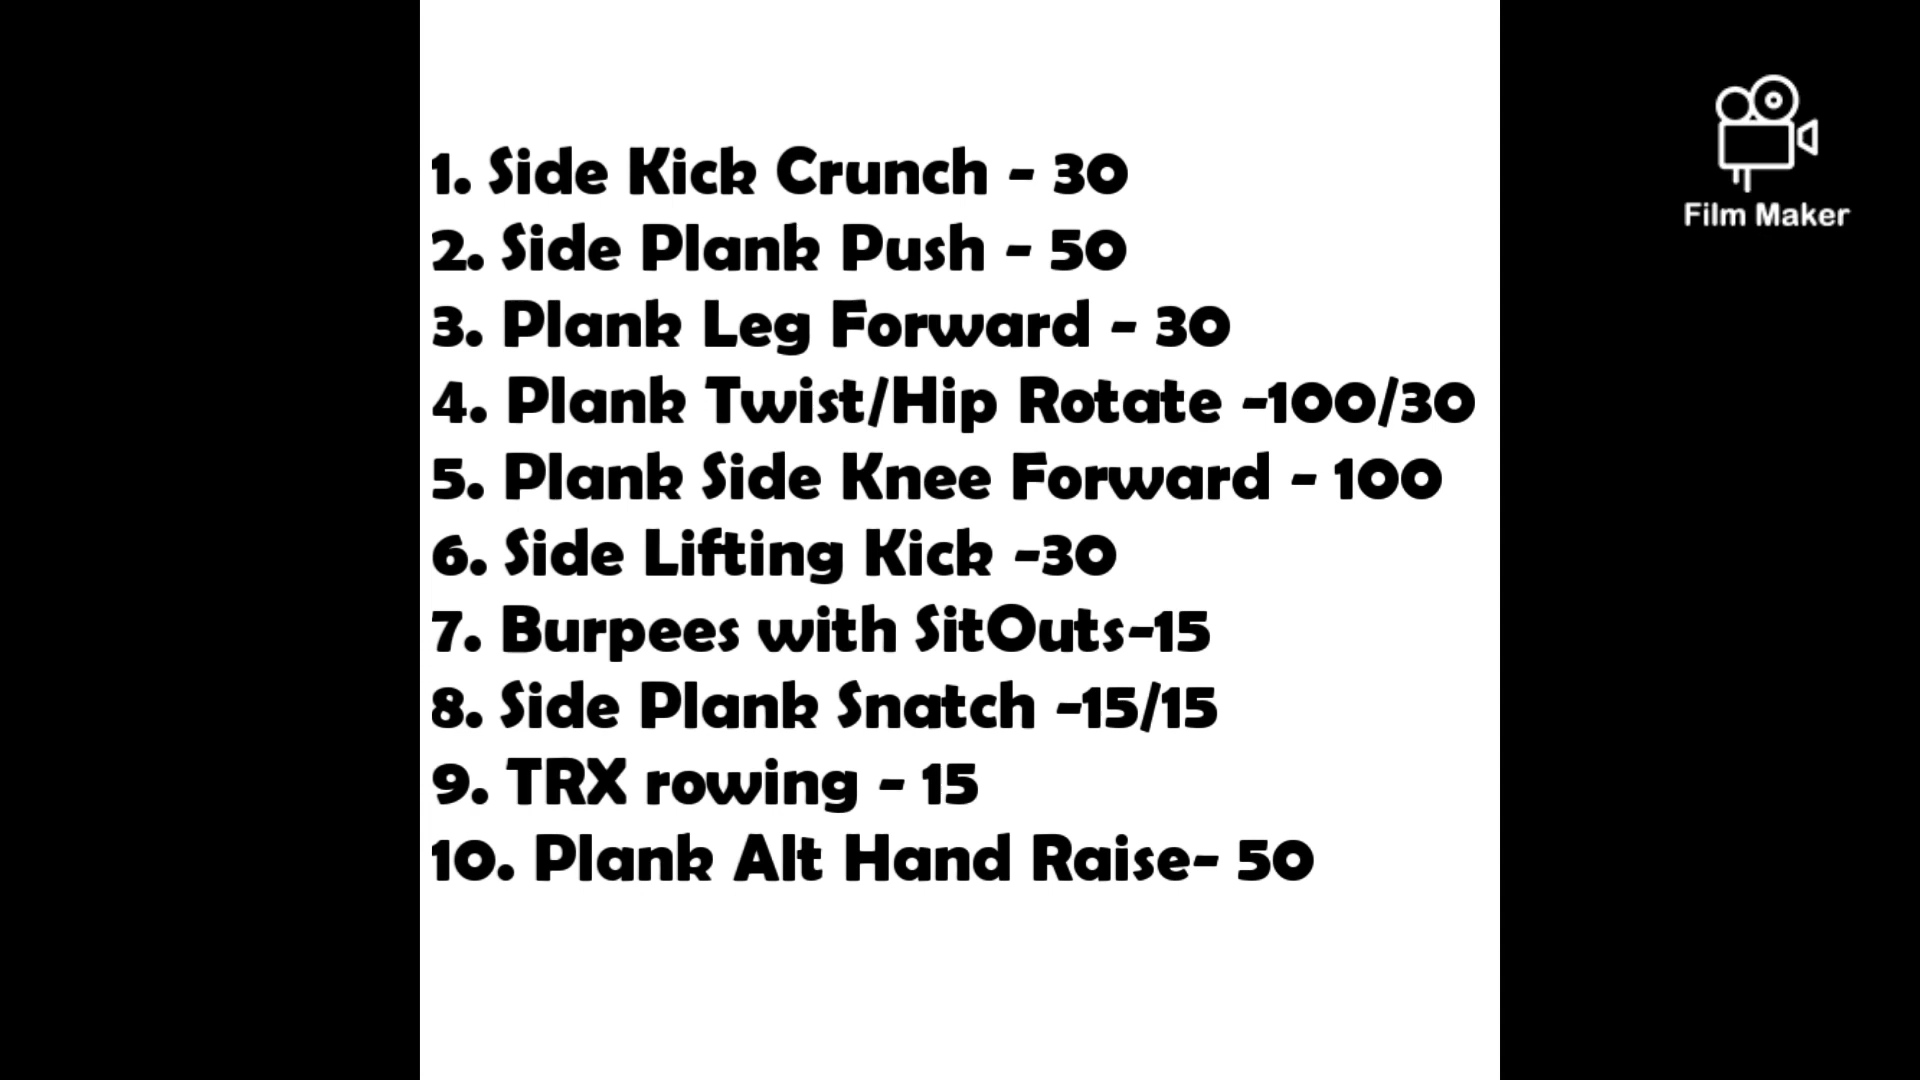 1. Side Kick Crunch - 30
2. Side Plank Push - 50
3. Plank Leg Forward - 30
4. Plank Twist/Hip Rotate -100/30
5. Plank Side Knee Forward - 100
6. Side Lifting Kick -30
7. Burpees with SitOuts-15
8. Side Plank Snatch -15/15
9. TRX rowing - 15
10. Plank Alt Hand Raise- 50
Film Maker